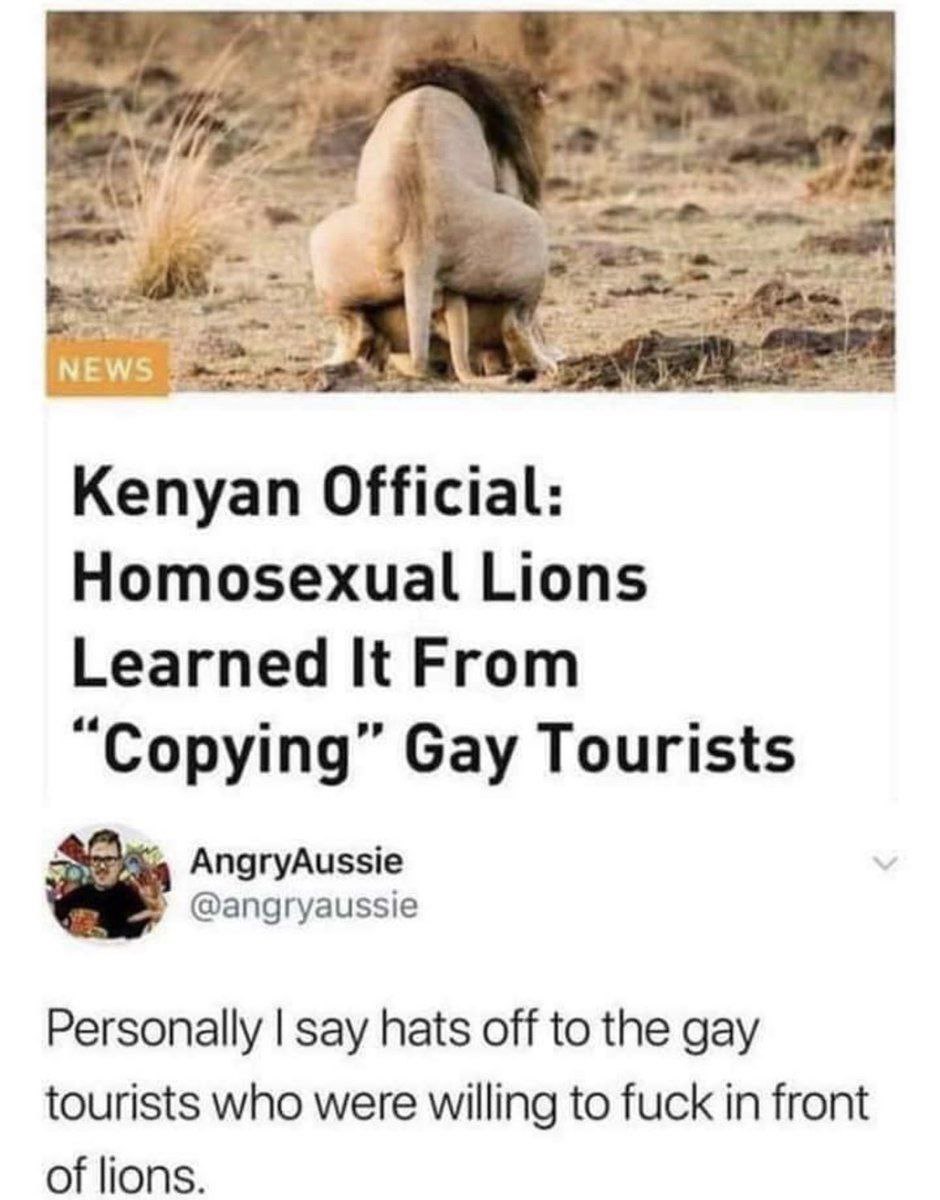 NEWS
Kenyan Official:
Homosexual Lions
Learned It From
“Copying” Gay Tourists
AngryAussie
@angryaussie
Personally I say hats off to the gay
tourists who were willing to fuck in front
of lions.